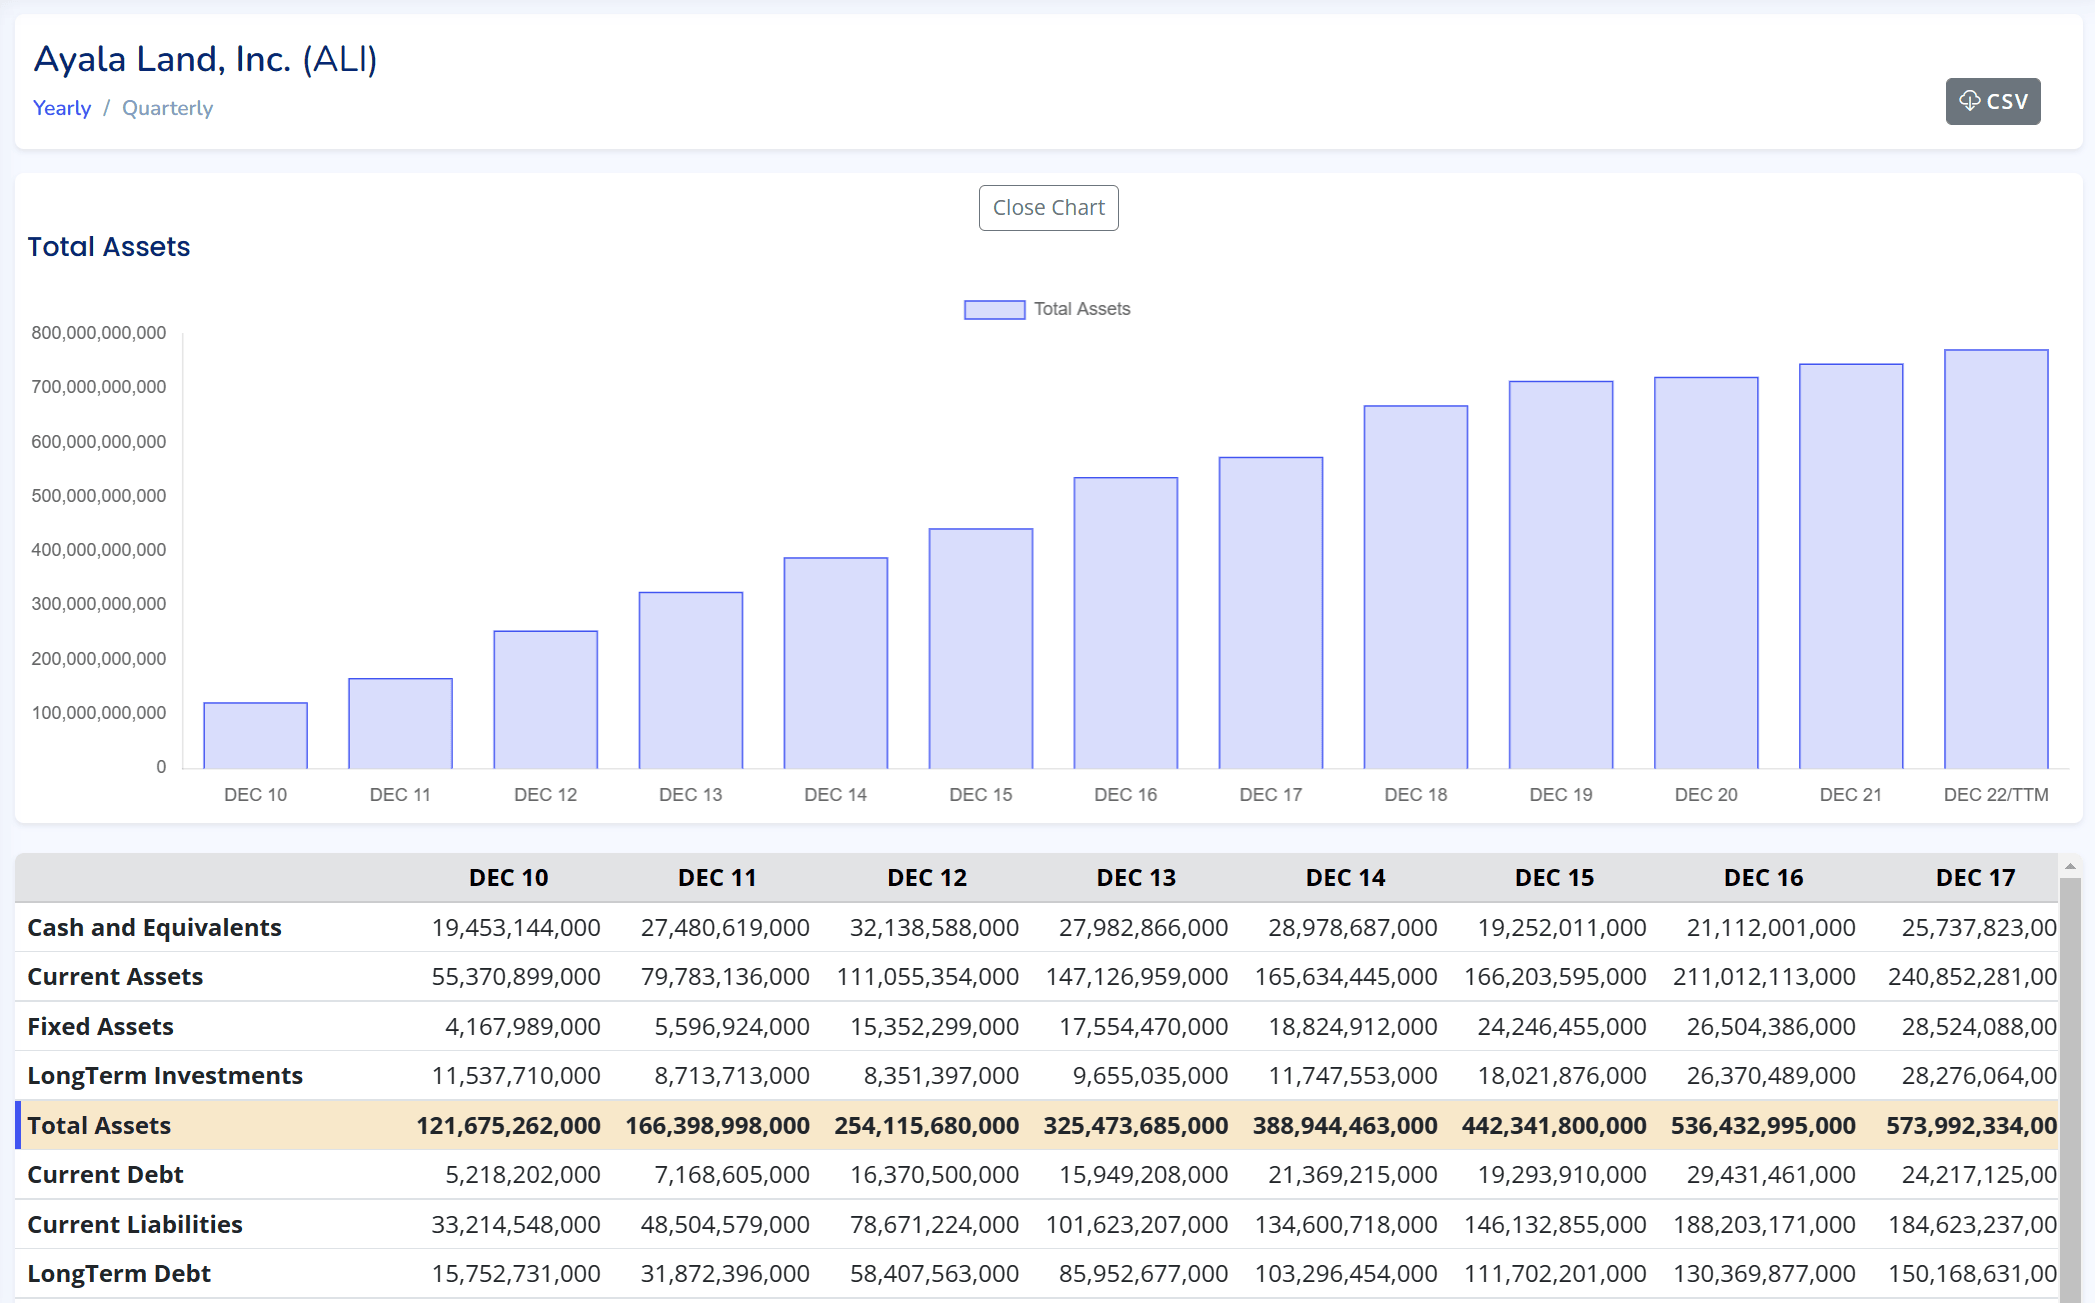 Ayala Land, Inc. (ALI)
Yearly / Quarterly
CSV
Close Chart
Total Assets
Total Assets
800,000,000,000
700,000,000,000
600,000,000,000
500,000,000,000
400,000,000,000
300,000,000,000
200,000,000,000
100,000,000,000
0
DEC 10 DEC 11 DEC 12 DEC 13 DEC 14 DEC 15 DEC 16 DEC 17 DEC 18 DEC 19 DEC 20 DEC 21 DEC 22/TTM
DEC 10 DEC 11 DEC 12 DEC 13 DEC 14 DEC 15 DEC 16 DEC 17
Cash and Equivalents 19,453,144,000 27,480,619,000 32,138,588,000 27,982,866,000 28,978,687,000 19,252,011,000 21,112,001,000 25,737,823,00
Current Assets 55,370,899,000 79,783,136,000 111,055,354,000 147,126,959,000 165,634,445,000 166,203,595,000 211,012,113,000 240,852,281,00
Fixed Assets 4,167,989,000 5,596,924,000 15,352,299,000 17,554,470,000 18,824,912,000 24,246,455,000 26,504,386,000 28,524,088,00
LongTerm Investments 11,537,710,000 8,713,713,000 8,351,397,000 9,655,035,000 11,747,553,000 18,021,876,000 26,370,489,000 28,276,064,00
Total Assets 121,675,262,000 166,398,998,000 254,115,680,000 325,473,685,000 388,944,463,000 442,341,800,000 536,432,995,000 573,992,334,00
Current Debt 5,218,202,000 7,168,605,000 16,370,500,000 15,949,208,000 21,369,215,000 19,293,910,000 29,431,461,000 24,217,125,00
Current Liabilities 33,214,548,000 48,504,579,000 78,671,224,000 101,623,207,000 134,600,718,000 146,132,855,000 188,203,171,000 184,623,237,00
LongTerm Debt 15,752,731,000 31,872,396,000 58,407,563,000 85,952,677,000 103,296,454,000 111,702,201,000 130,369,877,000 150,168,631,00